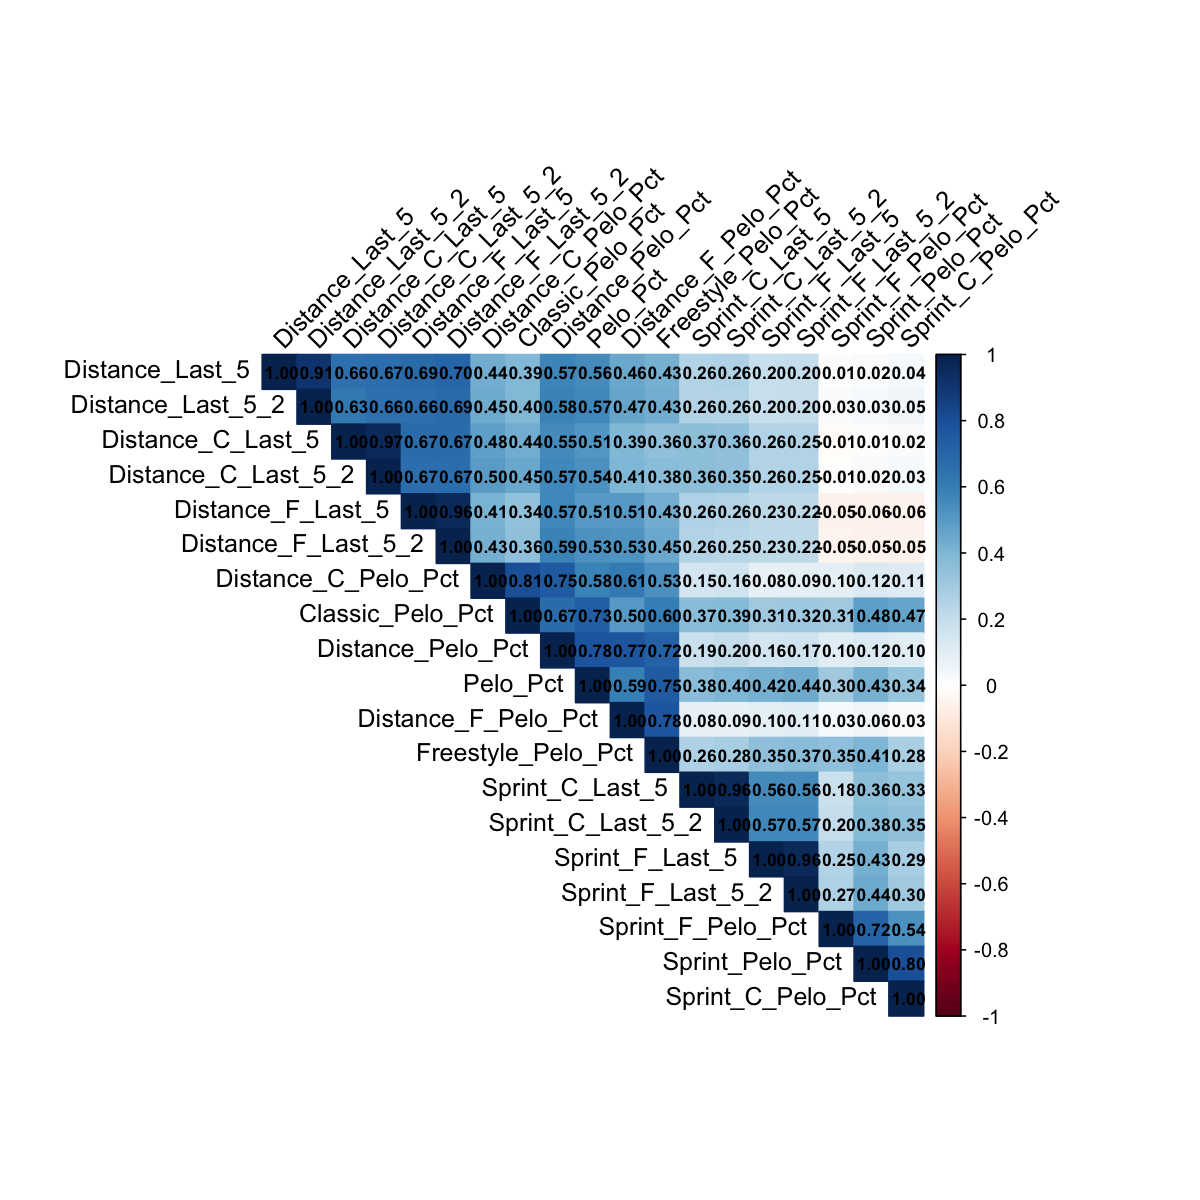 Distance_Last_5
Distance_Last_5_2
Distance_C_Last_5
Distance_C_Last_5_2
Distance_F_Last_5
Distance_F_Last_5_2
Distance_C_Pelo_Pct
Classic_Pelo_Pct
Distance_Pelo_Pct
Pelo_Pct
Distance_F_Pelo_Pct
Freestyle_Pelo_Pct
Sprint_C_Last_5
Sprint_C_Last_5_2
Sprint_F_Last_5
Sprint_F_Last_5_2
Sprint_F_Pelo_Pct
Sprint_Pelo_Pct
Sprint_C_Pelo_Pct
Distance_Last_5 1.00 0.91 0.66 0.67 0.69 0.70 0.44 0.39 0.57 0.56 0.46 0.43 0.26 0.26 0.20 0.20 0.01 0.02 0.04
Distance_Last_5_2 1.00 0.63 0.66 0.66 0.69 0.45 0.40 0.58 0.57 0.47 0.43 0.26 0.26 0.20 0.20 0.03 0.03 0.05
Distance_C_Last_5 1.00 0.97 0.67 0.67 0.48 0.44 0.55 0.51 0.39 0.36 0.37 0.36 0.26 0.25 -0.01 0.01 0.02
Distance_C_Last_5_2 1.00 0.67 0.67 0.50 0.45 0.57 0.54 0.41 0.38 0.36 0.35 0.26 0.25 -0.01 0.02 0.03
Distance_F_Last_5 1.00 0.96 0.41 0.34 0.57 0.51 0.51 0.43 0.26 0.26 0.23 0.22 -0.05 -0.06 -0.06
Distance_F_Last_5_2 1.00 0.43 0.36 0.59 0.53 0.53 0.45 0.26 0.25 0.23 0.22 -0.05 -0.05 -0.05
Distance_C_Pelo_Pct 1.00 0.81 0.75 0.58 0.61 0.53 0.15 0.16 0.08 0.09 0.10 0.12 0.11
Classic_Pelo_Pct 1.00 0.67 0.73 0.50 0.60 0.37 0.39 0.31 0.32 0.31 0.48 0.47
Distance_Pelo_Pct 1.00 0.78 0.77 0.72 0.19 0.20 0.16 0.17 0.10 0.12 0.10
Pelo_Pct 1.00 0.59 0.75 0.38 0.40 0.42 0.44 0.30 0.43 0.34
Distance_F_Pelo_Pct 1.00 0.78 0.08 0.09 0.10 0.11 0.03 0.06 0.03
Freestyle_Pelo_Pct 1.00 0.26 0.28 0.35 0.37 0.35 0.41 0.28
Sprint_C_Last_5 1.00 0.96 0.56 0.56 0.18 0.36 0.33
Sprint_C_Last_5_2 1.00 0.57 0.57 0.20 0.38 0.35
Sprint_F_Last_5 1.00 0.96 0.25 0.43 0.29
Sprint_F_Last_5_2 1.00 0.27 0.44 0.30
Sprint_F_Pelo_Pct 1.00 0.72 0.54
Sprint_Pelo_Pct 1.00 0.80
Sprint_C_Pelo_Pct 1.00
1
0.8
0.6
0.4
0.2
0
-0.2
-0.4
-0.6
-0.8
-1